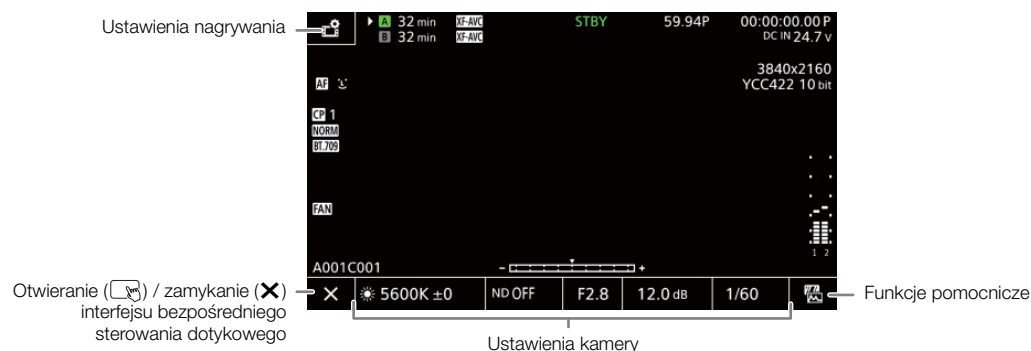 Ustawienia nagrywania
A 32 min XF-AVC STBY 59.94P 00:00:00.00 P
B 32 min XF-AVC DC IN 24.7 V
3840x2160
AF YCC422 10 bit
CP 1
NORM
BT.709
FAN
1 2
A001C001 - +
Otwieranie ( ) / zamykanie (✕)
interfejsu bezpośredniego
sterowania dotykowego
✕ 5600K ±0 ND OFF F2.8 12.0 dB 1/60
Funkcje pomocnicze
Ustawienia kamery